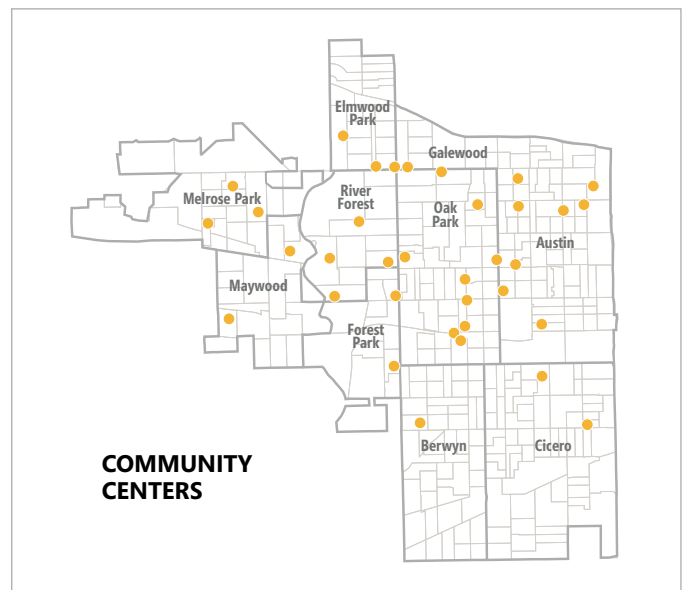 Elmwood
Park
Galewood
Melrose Park
River
Forest
Oak
Park
Austin
Maywood
Forest
Park
Berwyn
Cicero
COMMUNITY
CENTERS